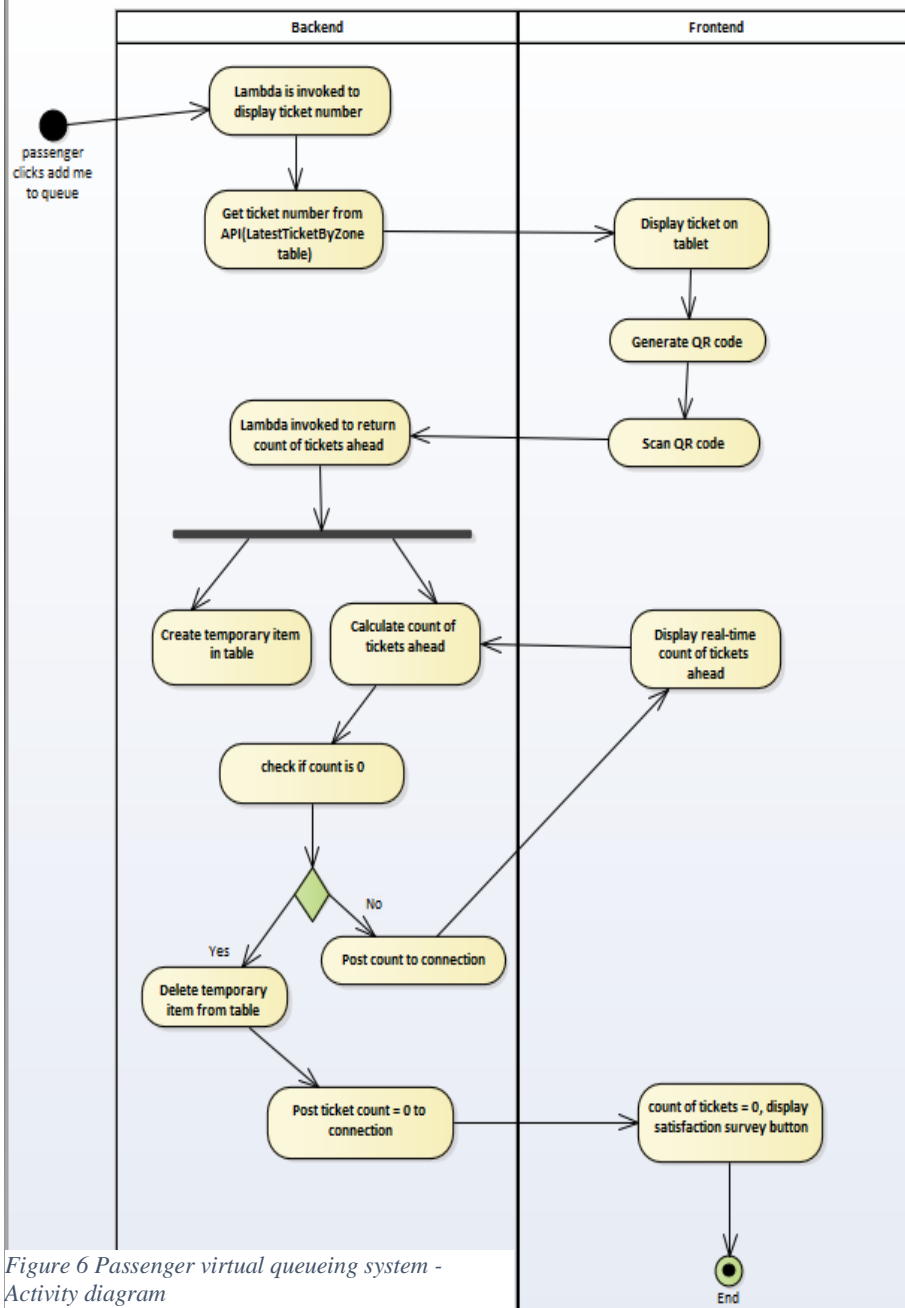 Backend
Frontend
Lambda is invoked to
display ticket number
passenger
clicks add me
to queue
Get ticket number from
API(LatestTicketByZone
table)
Display ticket on
tablet
Generate QR code
Lambda invoked to return
count of tickets ahead
Scan QR code
Create temporary item
in table
Calculate count of
tickets ahead
Display real-time
count of tickets
ahead
check if count is 0
No
Yes
Post count to connection
Delete temporary
item from table
Post ticket count = 0 to
connection
count of tickets = 0, display
satisfaction survey button
End
Figure 6 Passenger virtual queueing system -
Activity diagram